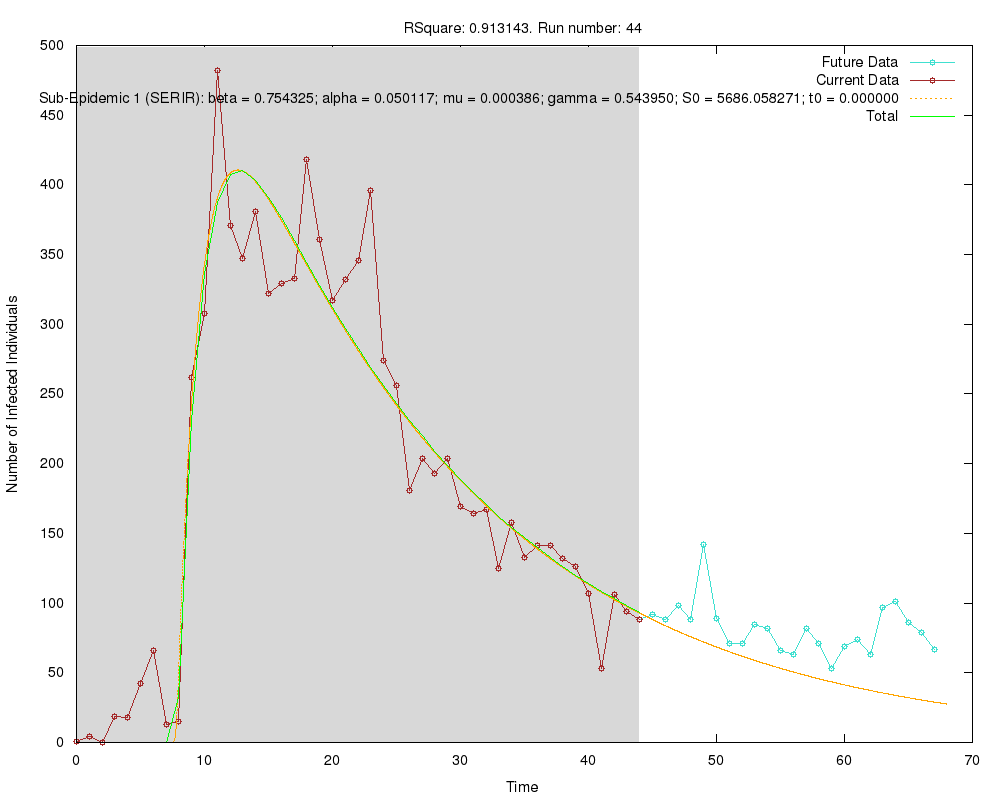 RSquare: 0.913143. Run number: 44
500
Future Data
Current Data
Sub-Epidemic 1 (SERIR): beta = 0.754325; alpha = 0.050117; mu = 0.000386; gamma = 0.543950; S0 = 5686.058271; t0 = 0.000000
Total
450
400
350
300
250
200
150
100
50
0
Number of Infected Individuals
0 10 20 30 40 50 60 70
Time